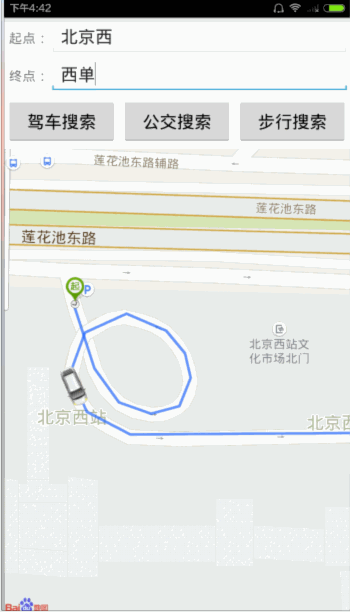 下午4:42
起点： 北京西
终点： 西单
驾车搜索 公交搜索 步行搜索
莲花池东路辅路
莲花池东路
莲花池东路
起 P
北京西站文
化市场北门
北京西站
北京西
Bai 地图